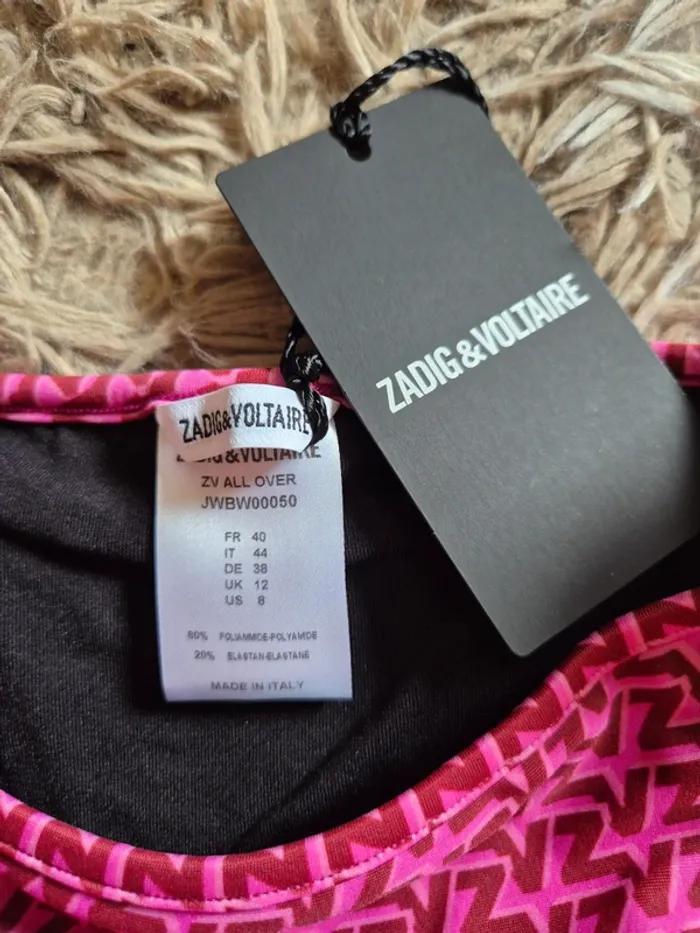 ZADIG&VOLTAIRE
ZADIG&VOLTAIRE
ZADIG&VOLTAIRE
ZV ALL OVER
JWBW00050
FR 40
IT 44
DE 38
UK 12
US 8
80% POLIAMMIDE-POLYAMIDE
20% ELASTAN-ELASTANE
MADE IN ITALY